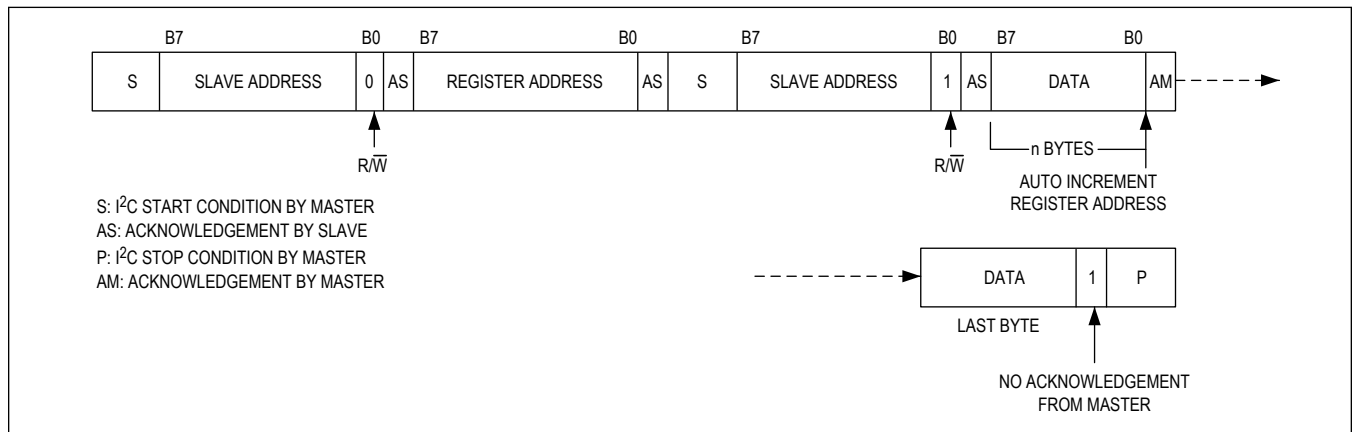 B7 B0 B7 B0 B7 B0 B7 B0
S SLAVE ADDRESS 0 AS REGISTER ADDRESS AS S SLAVE ADDRESS 1 AS DATA AM
R/W̅ R/W̅
n BYTES
AUTO INCREMENT
REGISTER ADDRESS
S: I²C START CONDITION BY MASTER
AS: ACKNOWLEDGEMENT BY SLAVE
P: I²C STOP CONDITION BY MASTER
AM: ACKNOWLEDGEMENT BY MASTER
DATA 1 P
LAST BYTE
NO ACKNOWLEDGEMENT
FROM MASTER